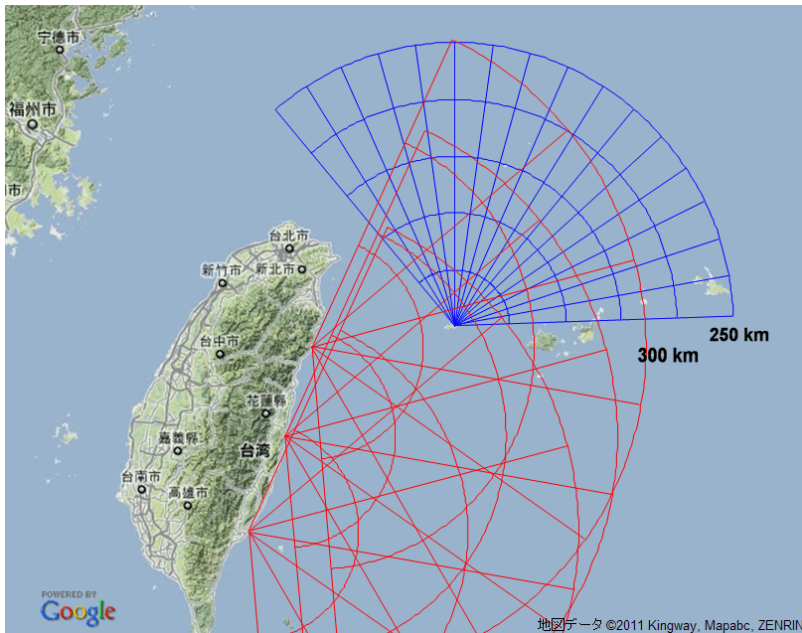 宁德市
福州市
市
台北市
新竹市
新北市
台中市
花蓮縣
嘉義縣
台湾
台南市
高雄市
250 km
300 km
POWERED BY
Google
地図データ ©2011 Kingway, Mapabc, ZENRIN